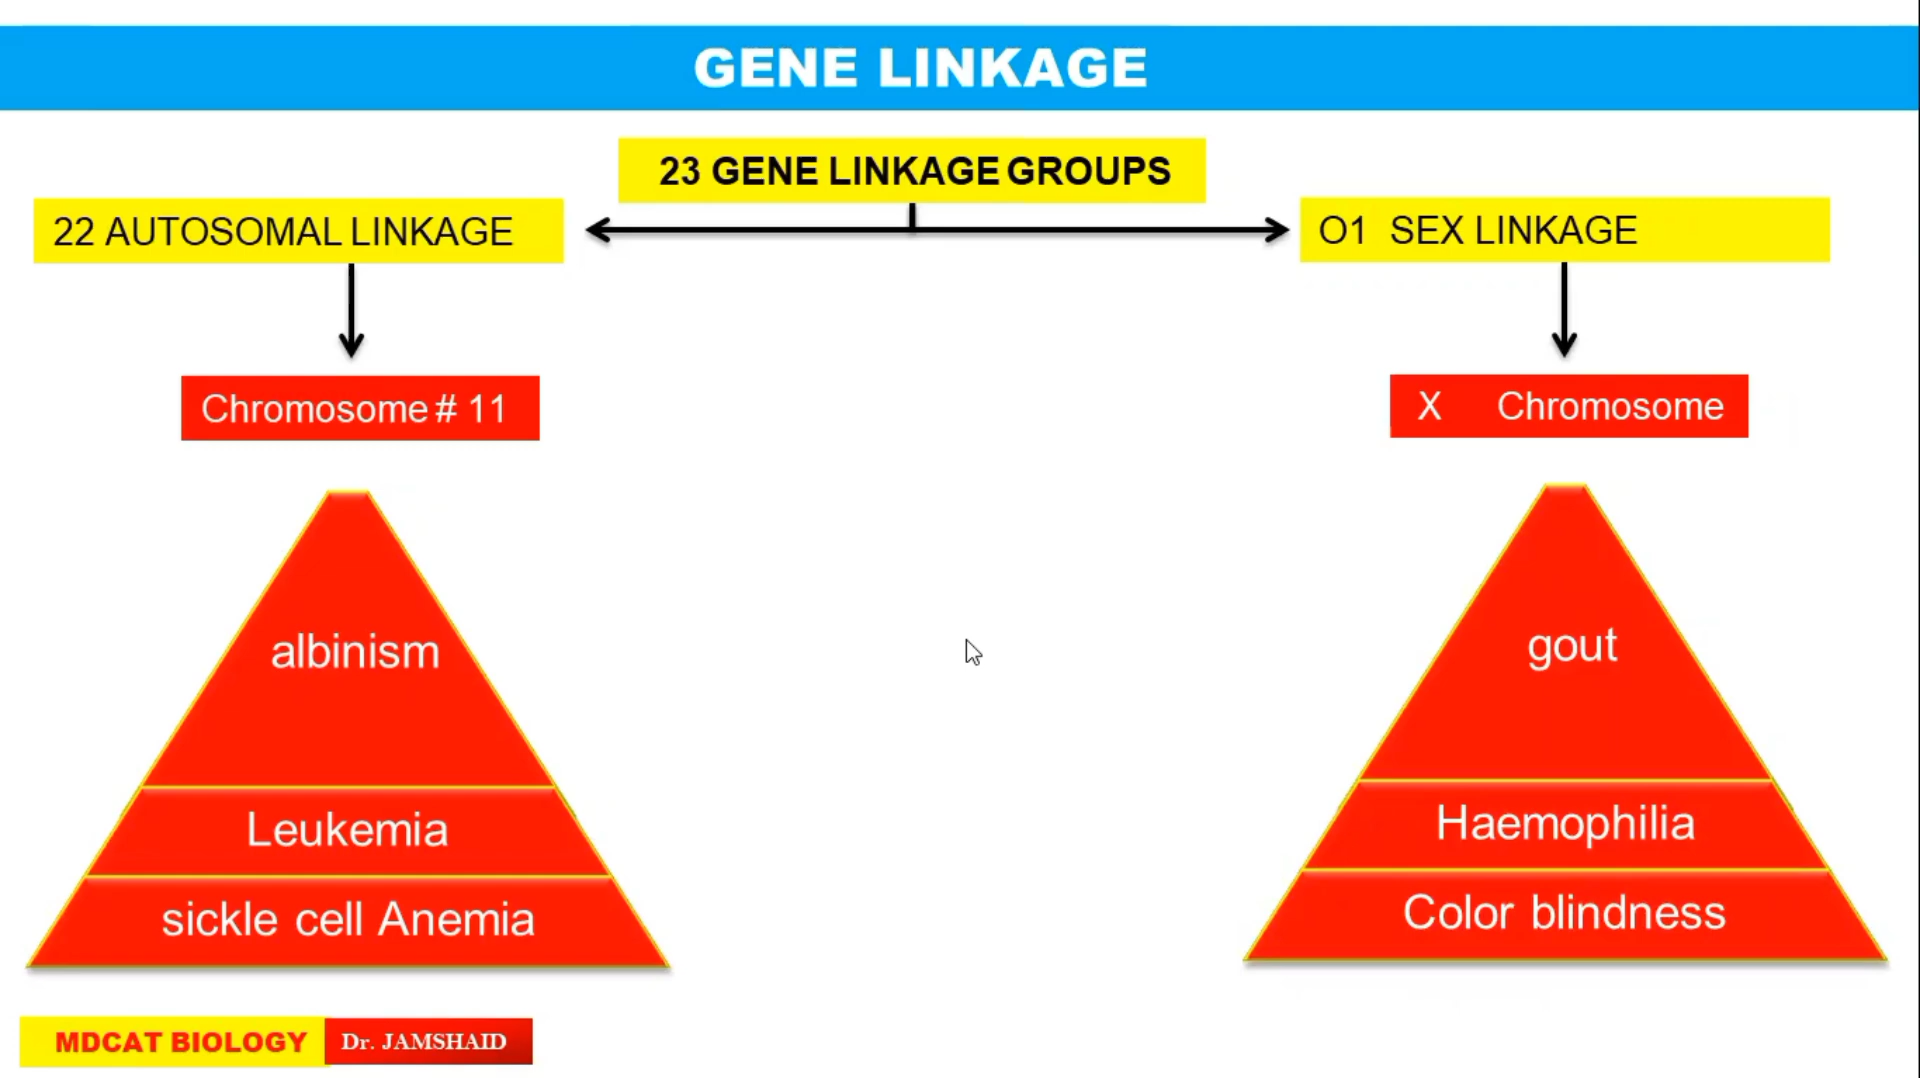 GENE LINKAGE
23 GENE LINKAGE GROUPS
22 AUTOSOMAL LINKAGE
O1 SEX LINKAGE
Chromosome # 11
X Chromosome
albinism
Leukemia
sickle cell Anemia
gout
Haemophilia
Color blindness
MDCAT BIOLOGY
Dr. JAMSHAID